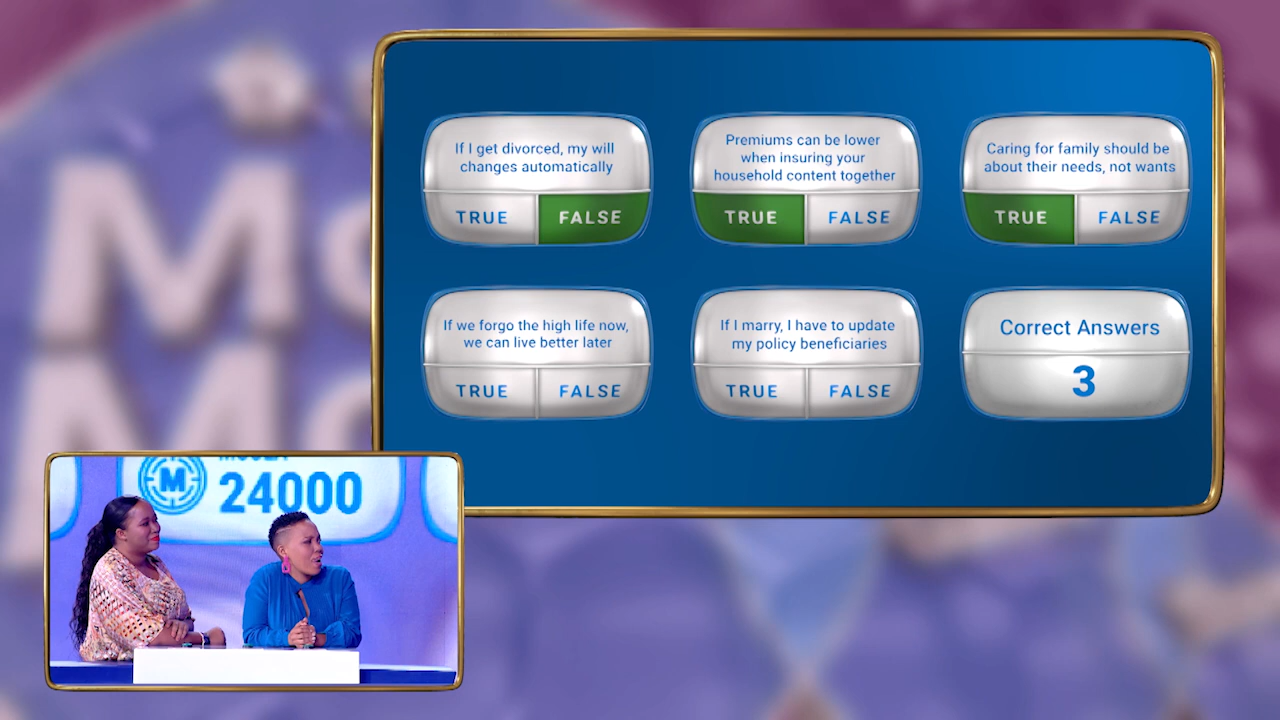 If I get divorced, my will
changes automatically
TRUE FALSE
Premiums can be lower
when insuring your
household content together
TRUE FALSE
Caring for family should be
about their needs, not wants
TRUE FALSE
If we forgo the high life now,
we can live better later
TRUE FALSE
If I marry, I have to update
my policy beneficiaries
TRUE FALSE
Correct Answers
3
M
24000